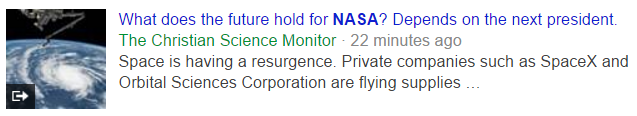 What does the future hold for NASA? Depends on the next president.
The Christian Science Monitor · 22 minutes ago
Space is having a resurgence. Private companies such as SpaceX and
Orbital Sciences Corporation are flying supplies ...